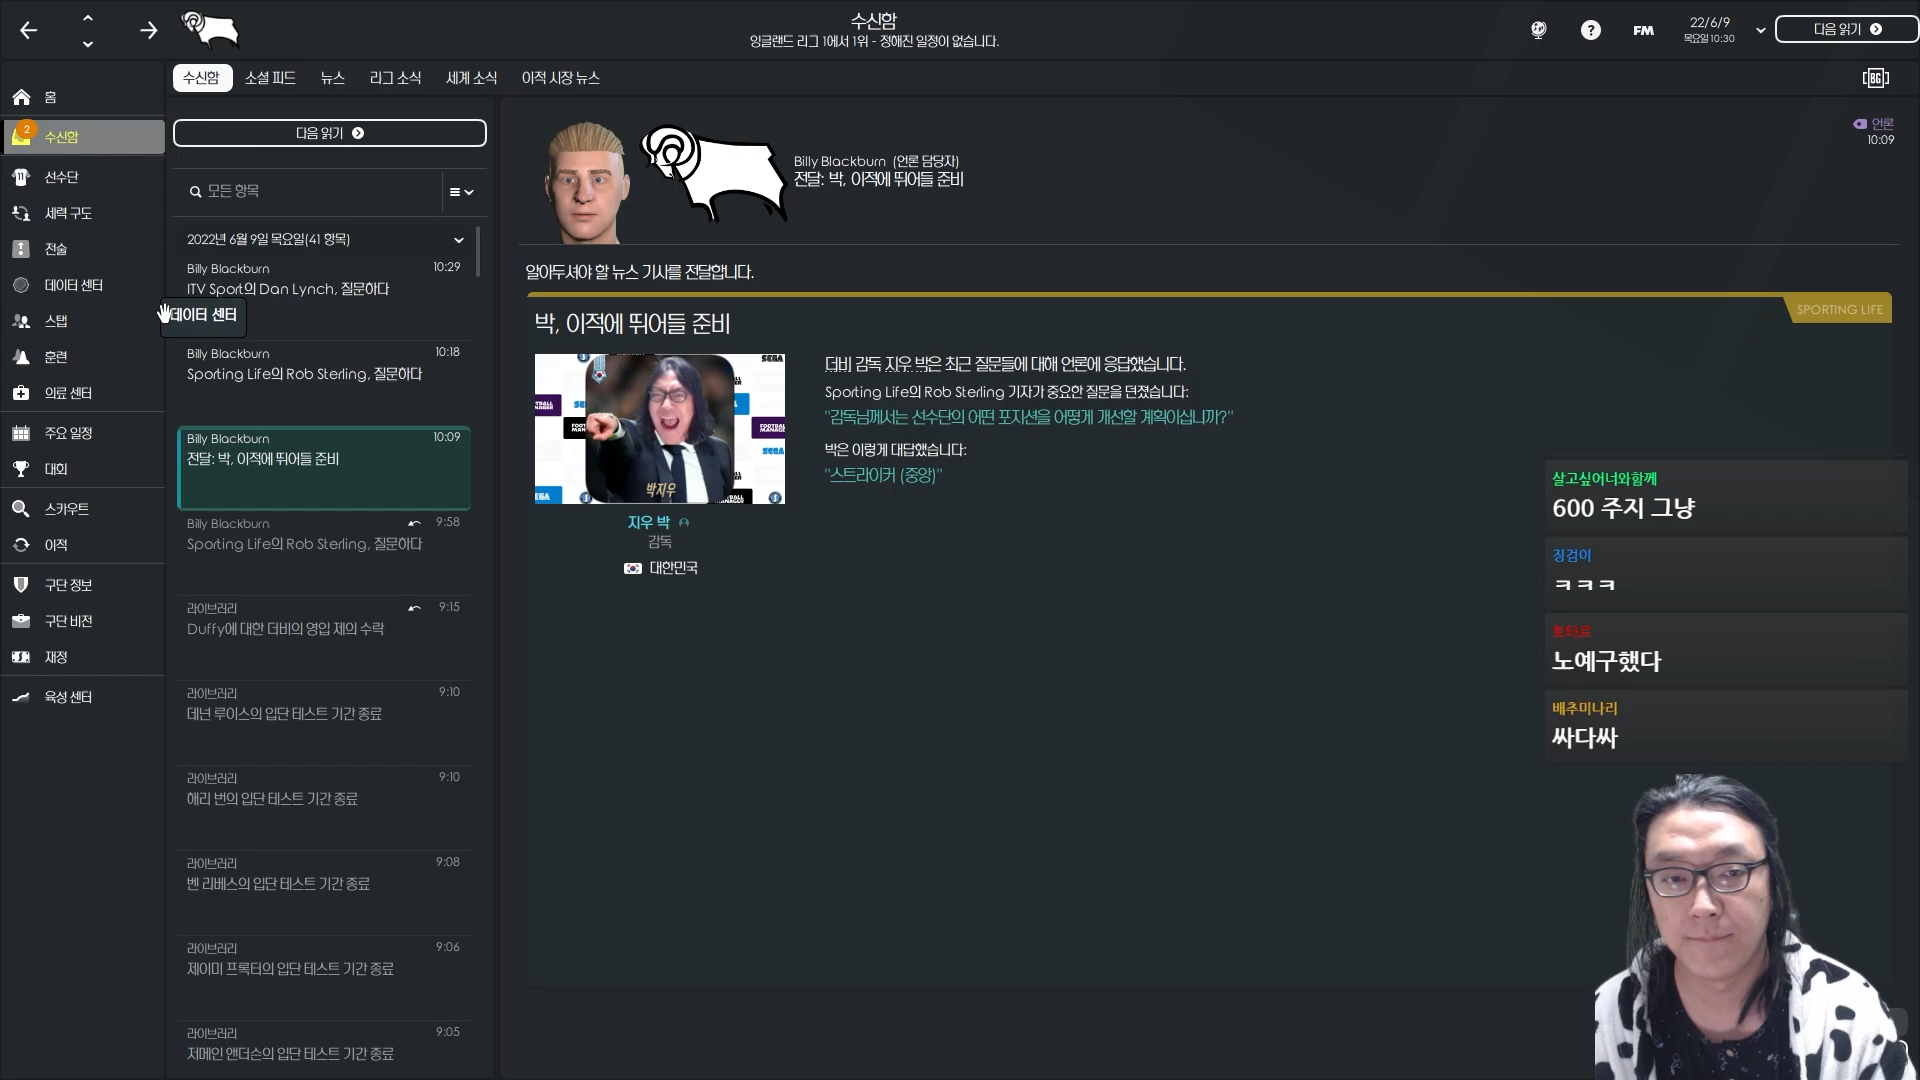 수신함
잉글랜드 리그 1에서 1위 - 정해진 일정이 없습니다.
FM
22/6/9
목요일 10:30
다음 읽기
수신함
소셜 피드
뉴스
리그 소식
세계 소식
이적 시장 뉴스
BG
홈
2
수신함
선수단
세력 구도
전술
데이터 센터
스탭
훈련
의료 센터
주요 일정
대회
스카우트
이적
구단 정보
구단 비전
재정
육성 센터
데이터 센터
다음 읽기
모든 항목
2022년 6월 9일 목요일(41 항목)
Billy Blackburn
10:29
ITV Sport의 Dan Lynch, 질문하다
Billy Blackburn
10:18
Sporting Life의 Rob Sterling, 질문하다
Billy Blackburn
10:09
전달: 박, 이적에 뛰어들 준비
Billy Blackburn
9:58
Sporting Life의 Rob Sterling, 질문하다
라이브러리
9:15
Duffy에 대한 더비의 영입 제의 수락
라이브러리
9:10
데넌 루이스의 입단 테스트 기간 종료
라이브러리
9:10
해리 번의 입단 테스트 기간 종료
라이브러리
9:08
벤 리베스의 입단 테스트 기간 종료
라이브러리
9:06
제이미 프록터의 입단 테스트 기간 종료
라이브러리
9:05
저메인 앤더슨의 입단 테스트 기간 종료
Billy Blackburn (언론 담당자)
전달: 박, 이적에 뛰어들 준비
언론
10:09
알아두셔야 할 뉴스 기사를 전달합니다.
SPORTING LIFE
박, 이적에 뛰어들 준비
SEGA
박지우
지우 박
감독
대한민국
더비 감독 지우 박은 최근 질문들에 대해 언론에 응답했습니다.
Sporting Life의 Rob Sterling 기자가 중요한 질문을 던졌습니다:
"감독님께서는 선수단의 어떤 포지션을 어떻게 개선할 계획이십니까?"
박은 이렇게 대답했습니다:
"스트라이커 (중앙)"
살고싶어너와함께
600 주지 그냥
징검이
ㅋㅋㅋ
토티르
노예구했다
배추미나리
싸다싸